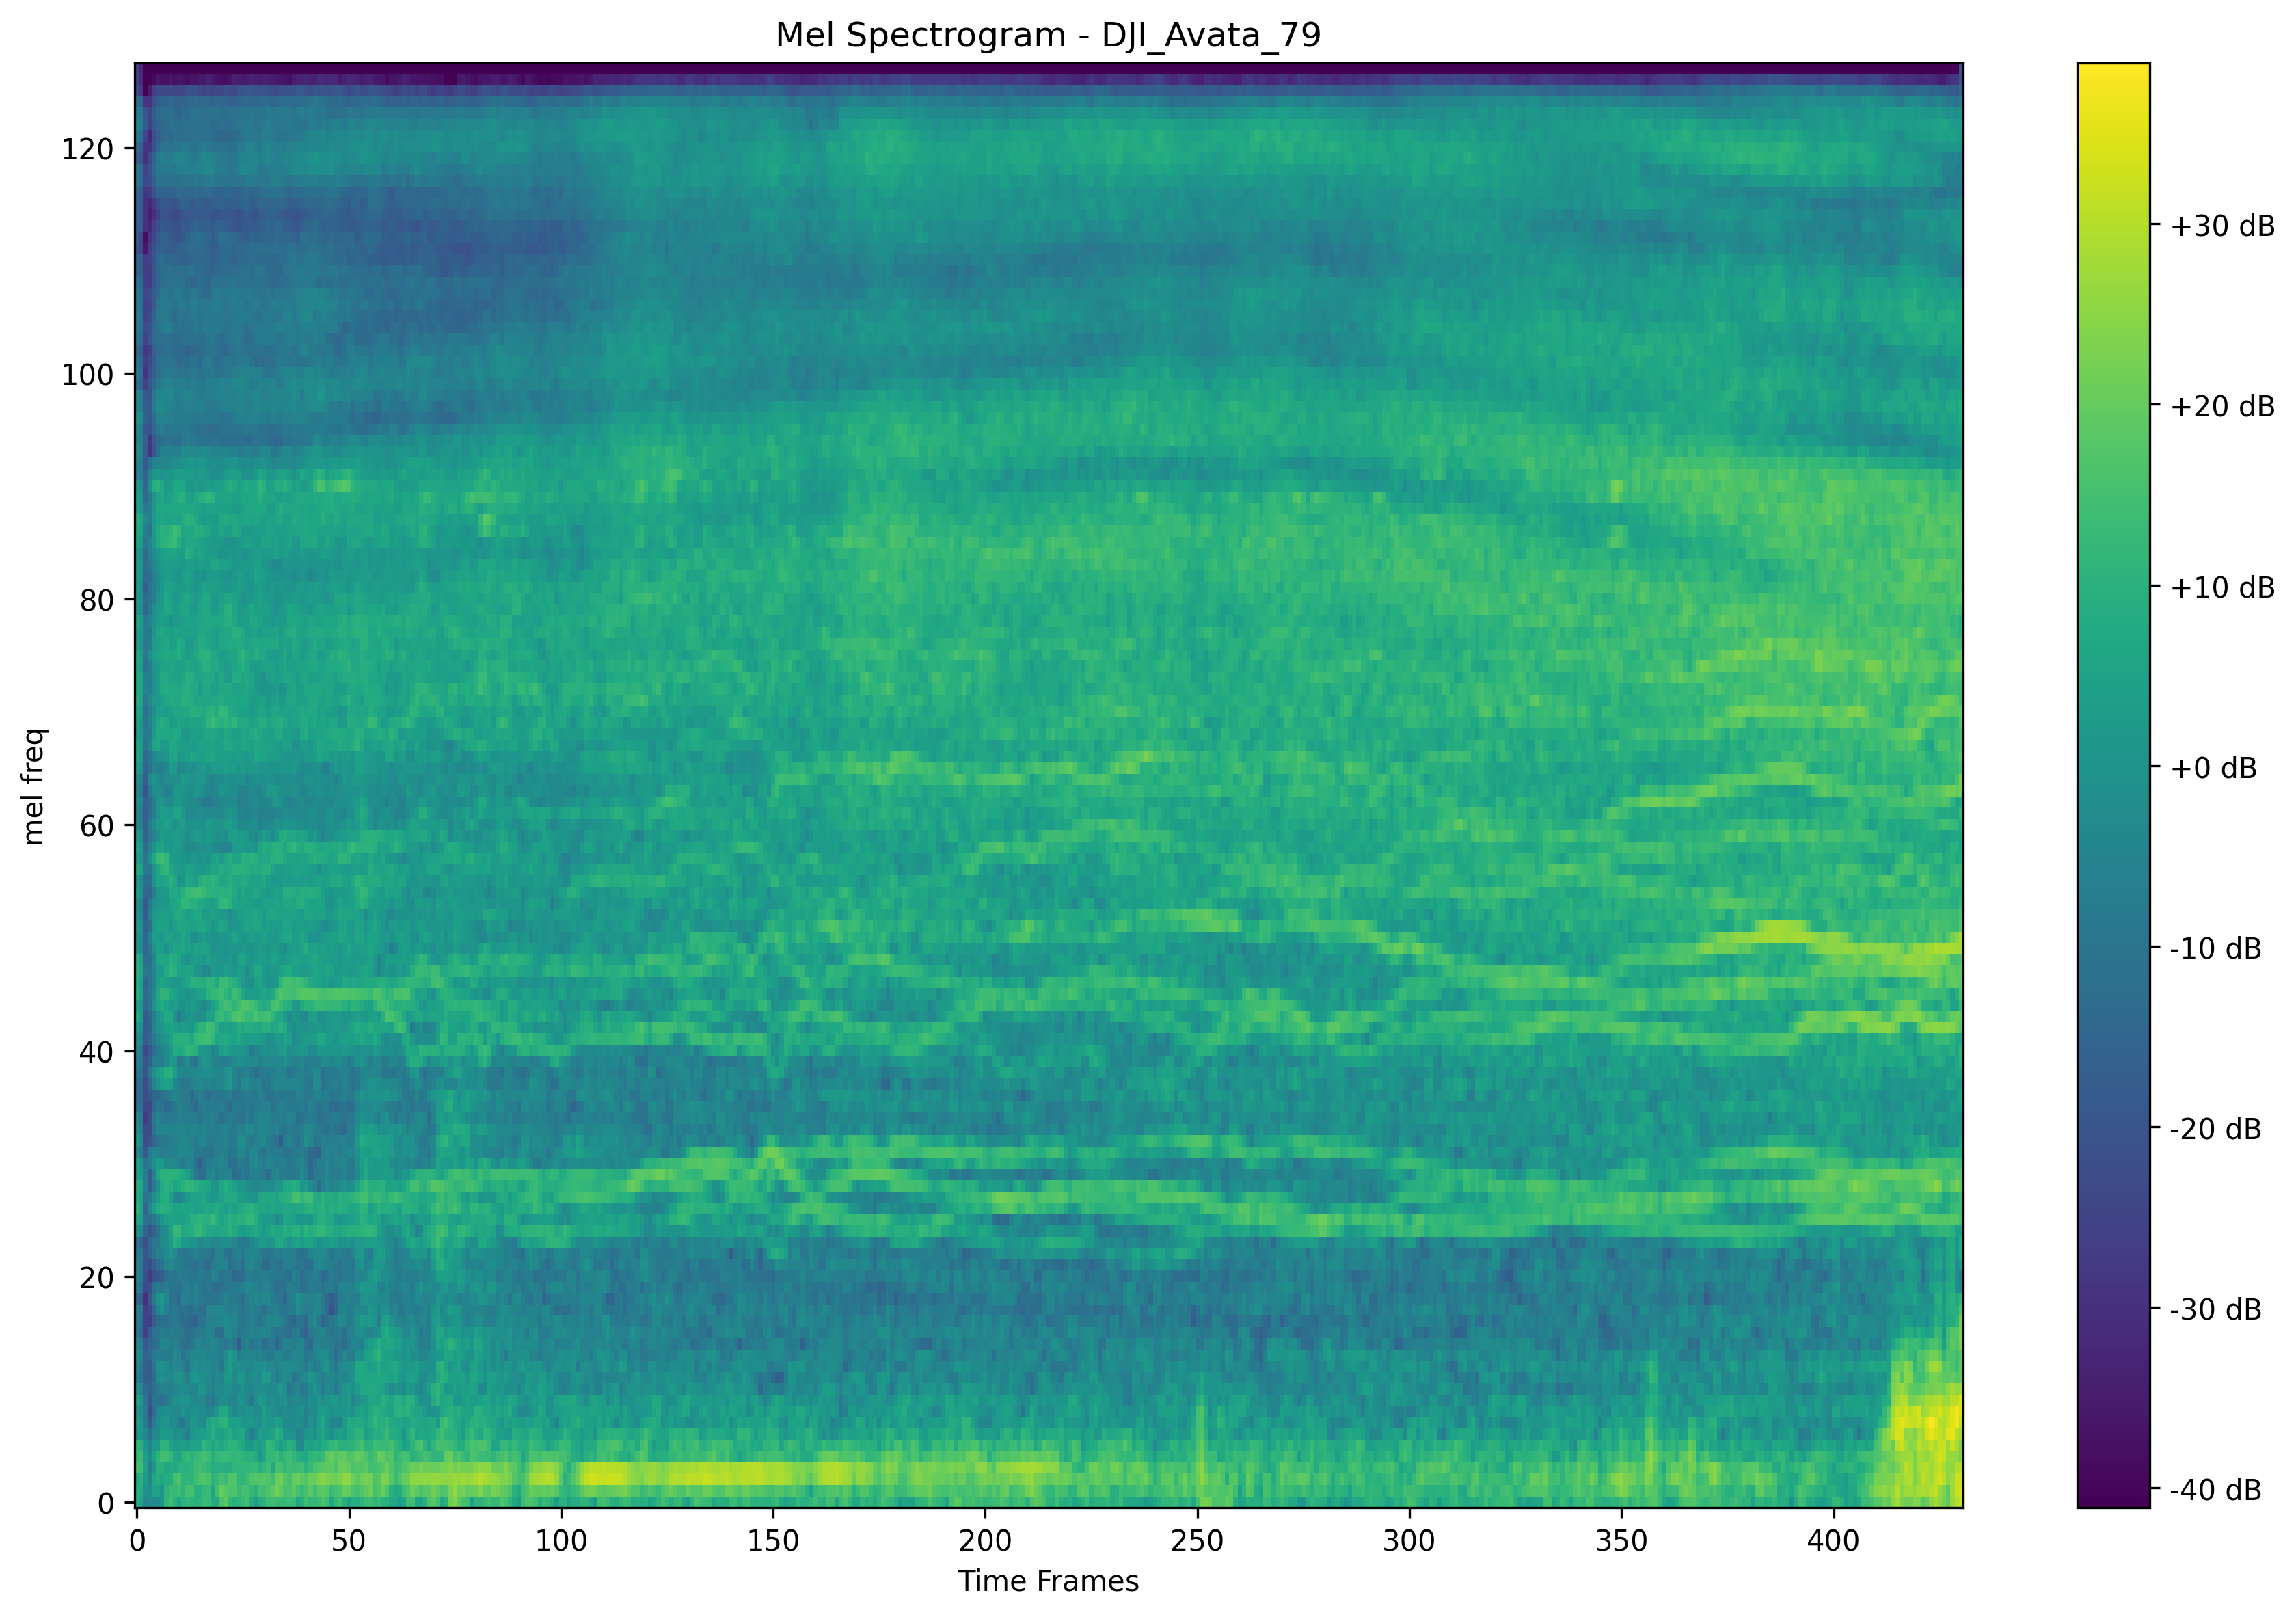 Mel Spectrogram - DJI_Avata_79
mel freq
120
100
80
60
40
20
0
0 50 100 150 200 250 300 350 400
Time Frames
+30 dB
+20 dB
+10 dB
+0 dB
-10 dB
-20 dB
-30 dB
-40 dB